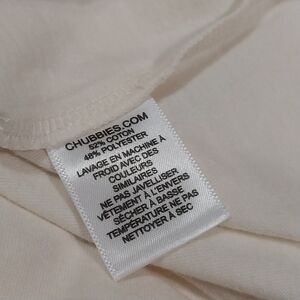 CHUBBIES.COM
52% COTTON
48% POLYESTER
LAVAGE EN MACHINE À
FROID AVEC DES
COULEURS
SIMILAIRES
NE PAS JAVELLISER
VÊTEMENT À L'ENVERS
SÉCHER À BASSE
TEMPÉRATURE NE PAS
NETTOYER À SEC